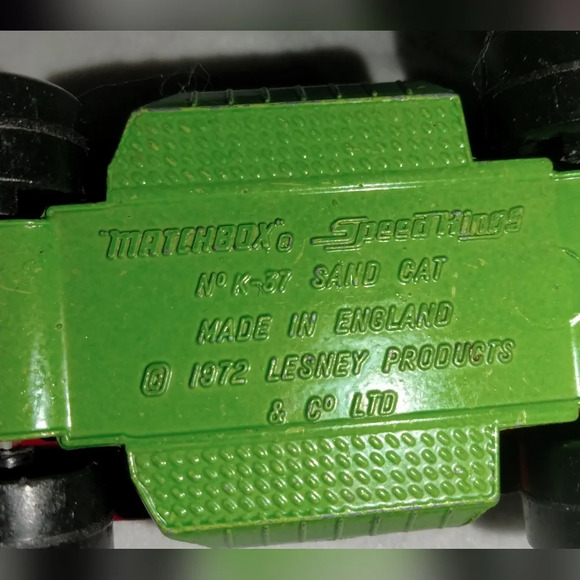 "MATCHBOX"® SpeedKings
Nº K-37 SAND CAT
MADE IN ENGLAND
© 1972 LESNEY PRODUCTS
& Cº LTD